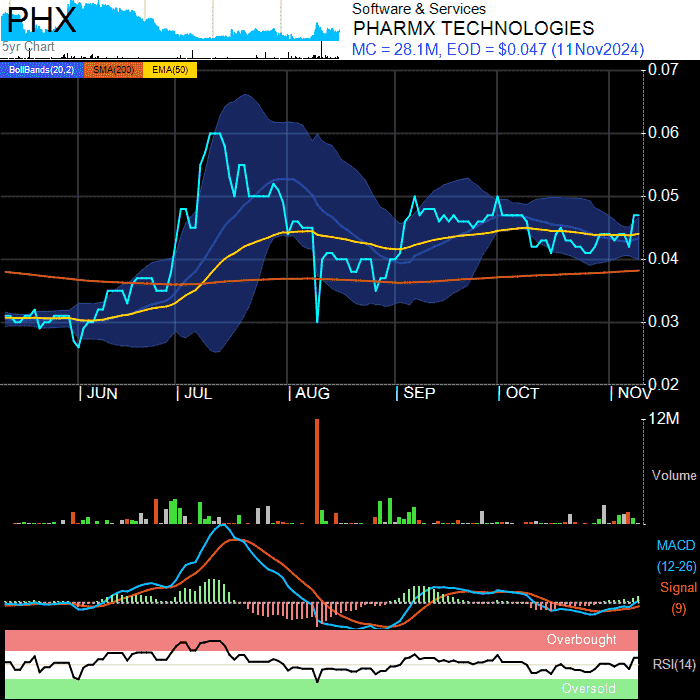 PHX
5yr Chart
Software & Services
PHARMX TECHNOLOGIES
MC = 28.1M, EOD = $0.047 (11Nov2024)
BollBands(20,2) SMA(200) EMA(50)
0.07
0.06
0.05
0.04
0.03
0.02
JUN JUL AUG SEP OCT NOV
12M
Volume
MACD
(12-26)
Signal
(9)
Overbought
RSI(14)
Oversold